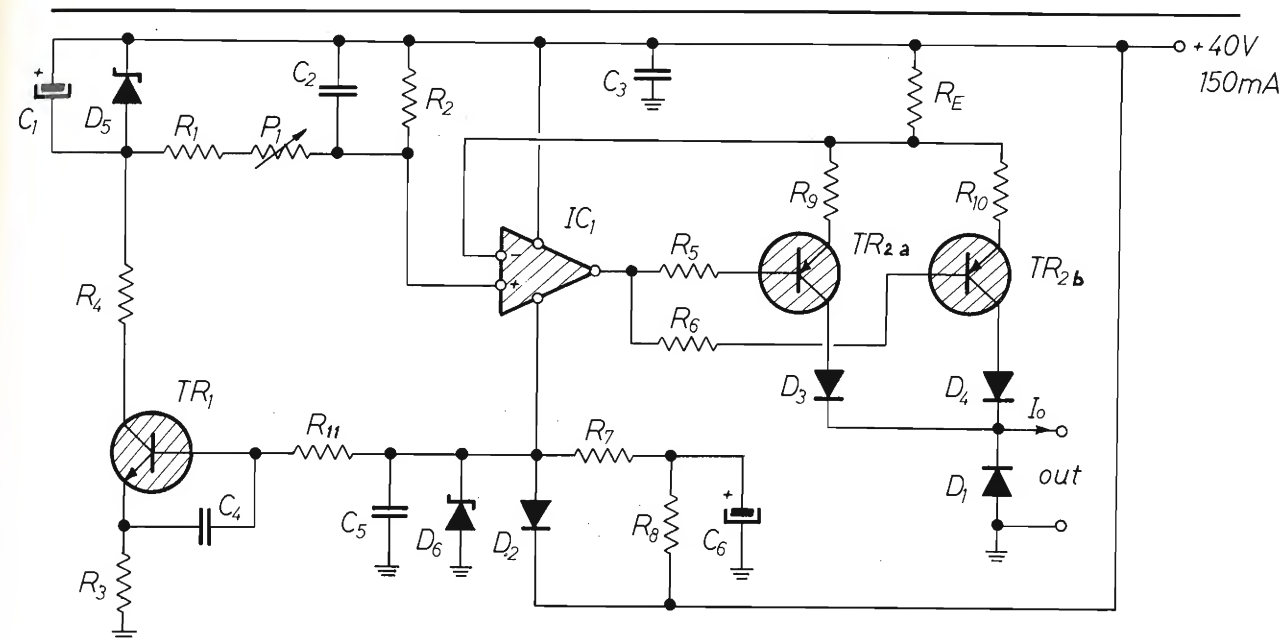 +40V
150mA
+
C1
D5
R1
P1
C2
R2
C3
RE
R9
R10
IC1
−
+
R5
R6
TR2a
TR2b
R4
D3
D4
Io
out
D1
TR1
R11
R7
C4
C5
D6
D2
R8
+
C6
R3